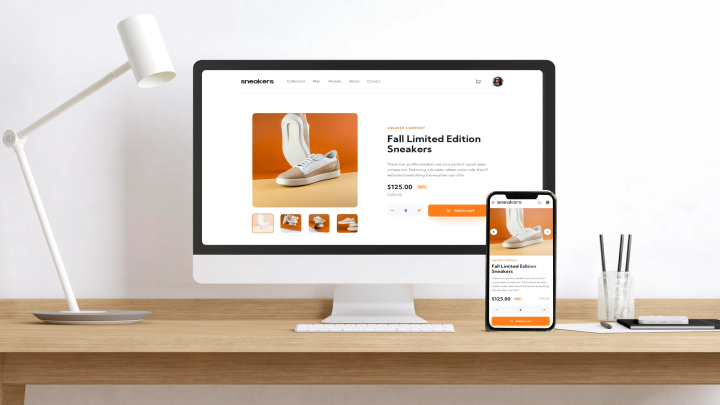 sneakers
Collections Men Women About Contact
SNEAKER COMPANY
Fall Limited Edition
Sneakers
These low-profile sneakers are your perfect casual wear
companion. Featuring a durable rubber outer sole, they'll
withstand everything the weather can offer.
$125.00 50%
$250.00
- 0 +
Add to cart
sneakers
SNEAKER COMPANY
Fall Limited Edition
Sneakers
$125.00 50% $250.00
- 0 +
Add to cart